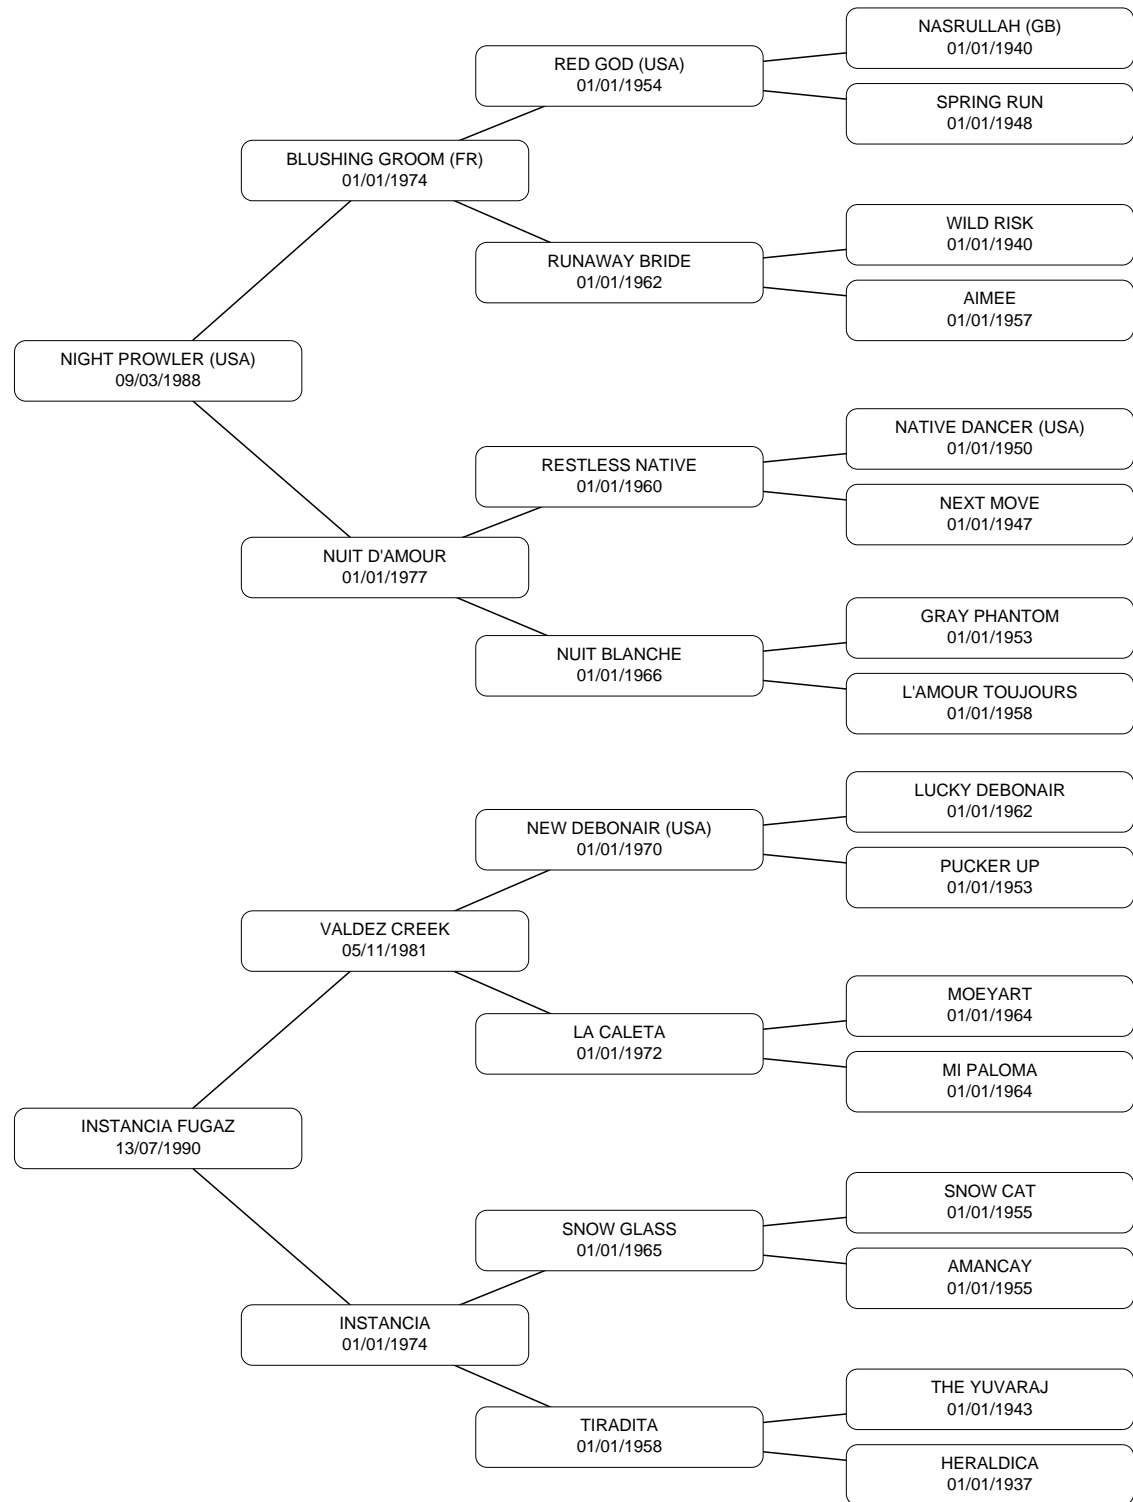 NASRULLAH (GB)
01/01/1940
RED GOD (USA)
01/01/1954
SPRING RUN
01/01/1948
BLUSHING GROOM (FR)
01/01/1974
WILD RISK
01/01/1940
RUNAWAY BRIDE
01/01/1962
AIMEE
01/01/1957
NIGHT PROWLER (USA)
09/03/1988
NATIVE DANCER (USA)
01/01/1950
RESTLESS NATIVE
01/01/1960
NEXT MOVE
01/01/1947
NUIT D'AMOUR
01/01/1977
GRAY PHANTOM
01/01/1953
NUIT BLANCHE
01/01/1966
L'AMOUR TOUJOURS
01/01/1958
LUCKY DEBONAIR
01/01/1962
NEW DEBONAIR (USA)
01/01/1970
PUCKER UP
01/01/1953
VALDEZ CREEK
05/11/1981
MOEYART
01/01/1964
LA CALETA
01/01/1972
MI PALOMA
01/01/1964
INSTANCIA FUGAZ
13/07/1990
SNOW CAT
01/01/1955
SNOW GLASS
01/01/1965
AMANCAY
01/01/1955
INSTANCIA
01/01/1974
THE YUVARAJ
01/01/1943
TIRADITA
01/01/1958
HERALDICA
01/01/1937